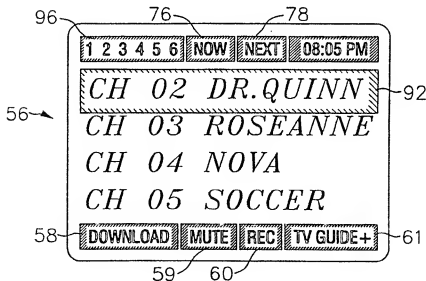 96 76 78
1 2 3 4 5 6 NOW NEXT 08:05 PM
CH 02 DR.QUINN 92
56 CH 03 ROSEANNE
CH 04 NOVA
CH 05 SOCCER
58 DOWNLOAD MUTE REC TV GUIDE+ 61
59 60